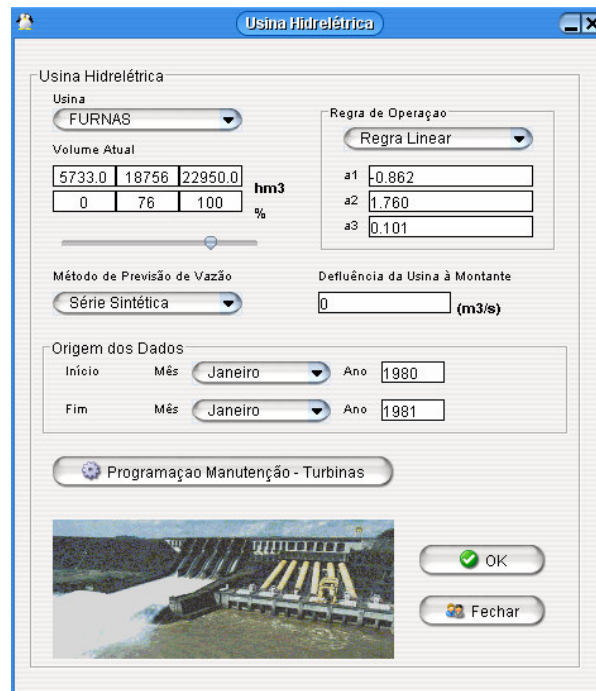 Usina Hidrelétrica
Usina Hidrelétrica
Usina
FURNAS
Volume Atual
5733.0 18756 22950.0 hm3
0 76 100 %
Regra de Operaçao
Regra Linear
a1 -0.862
a2 1.760
a3 0.101
Método de Previsão de Vazão
Série Sintética
Defluência da Usina à Montante
0 (m3/s)
Origem dos Dados
Início Mês Janeiro Ano 1980
Fim Mês Janeiro Ano 1981
Programaçao Manutenção - Turbinas
OK
Fechar